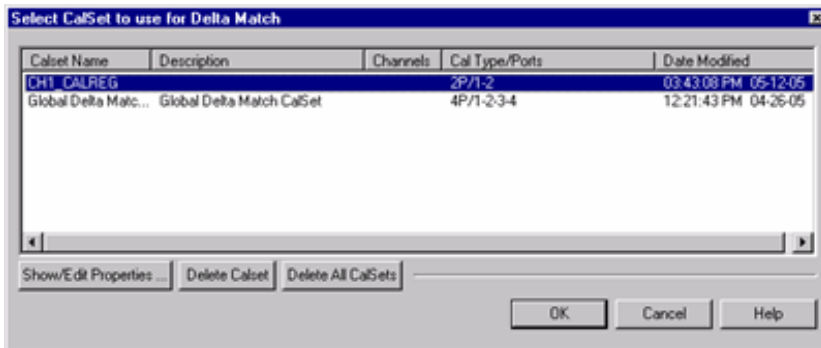 Select CalSet to use for Delta Match
Calset Name Description Channels Cal Type/Ports Date Modified
CH1_CALREG 2P/1-2 03:43:08 PM 05-12-05
Global Delta Matc... Global Delta Match CalSet 4P/1-2-3-4 12:21:43 PM 04-26-05
Show/Edit Properties ... Delete Calset Delete All CalSets
OK Cancel Help